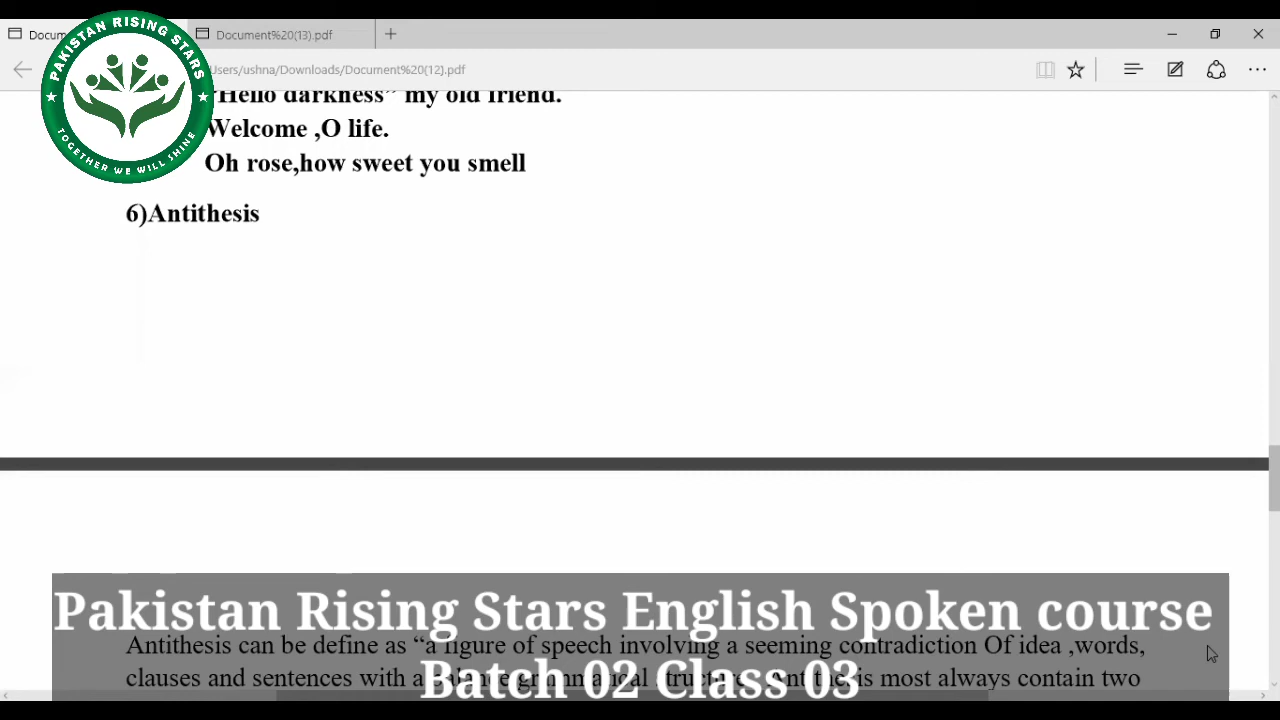 Docum
Document%20(13).pdf
Users/ushna/Downloads/Document%20(12).pdf
PAKISTAN RISING STARS
TOGETHER WE WILL SHINE
"Hello darkness” my old friend.
Welcome ,O life.
Oh rose,how sweet you smell
6)Antithesis
Pakistan Rising Stars English Spoken course
Antithesis can be define as “a figure of speech involving a seeming contradiction Of idea ,words,
Batch 02 Class 03
clauses and sentences with a most always contain two